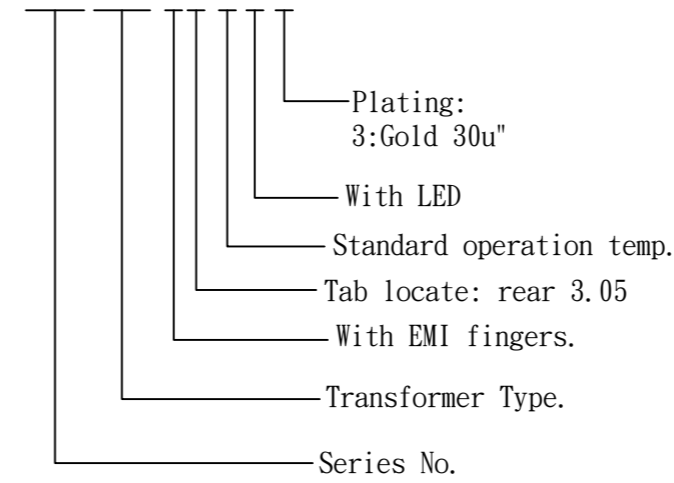 Plating:
3:Gold 30u"
With LED
Standard operation temp.
Tab locate: rear 3.05
With EMI fingers.
Transformer Type.
Series No.